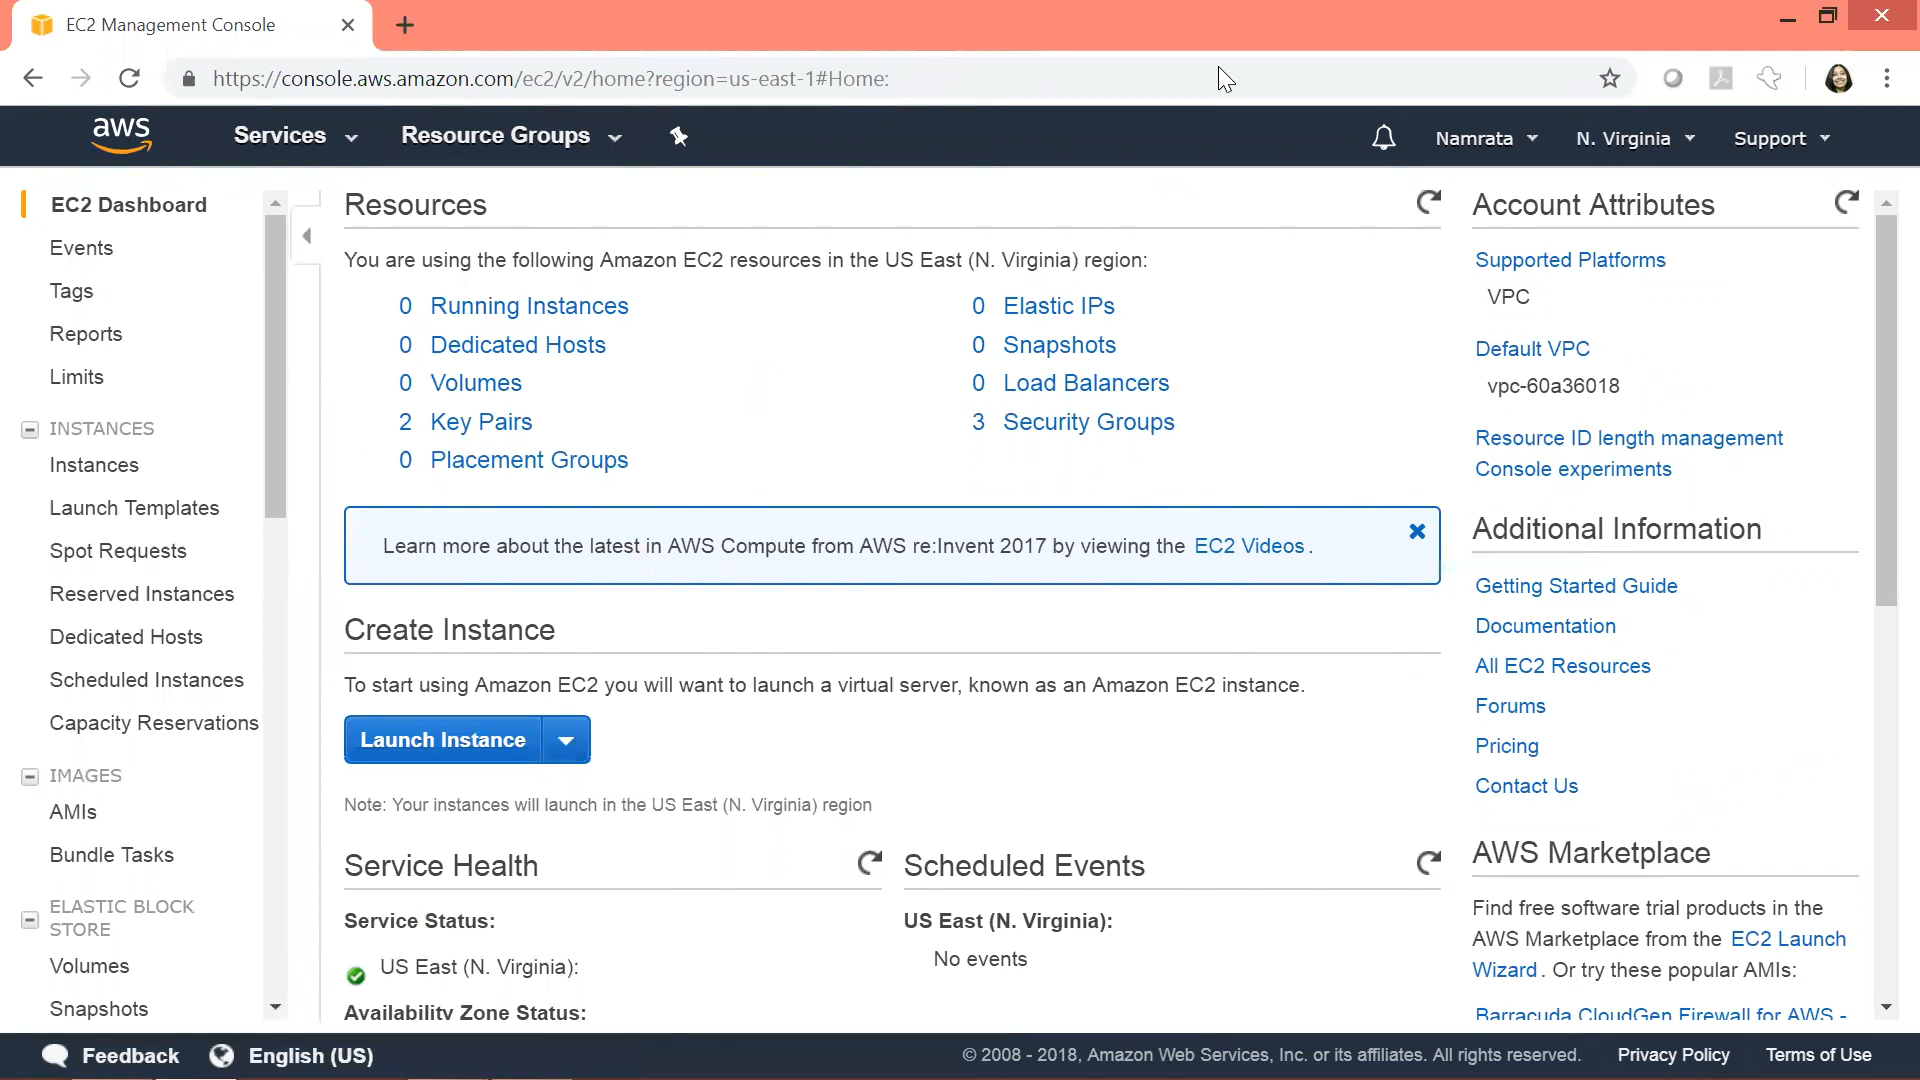 EC2 Management Console
https://console.aws.amazon.com/ec2/v2/home?region=us-east-1#Home:
aws
Services
Resource Groups
Namrata
N. Virginia
Support
EC2 Dashboard
Events
Tags
Reports
Limits
INSTANCES
Instances
Launch Templates
Spot Requests
Reserved Instances
Dedicated Hosts
Scheduled Instances
Capacity Reservations
IMAGES
AMIs
Bundle Tasks
ELASTIC BLOCK
STORE
Volumes
Snapshots
Resources
You are using the following Amazon EC2 resources in the US East (N. Virginia) region:
0 Running Instances
0 Dedicated Hosts
0 Volumes
2 Key Pairs
0 Placement Groups
0 Elastic IPs
0 Snapshots
0 Load Balancers
3 Security Groups
Learn more about the latest in AWS Compute from AWS re:Invent 2017 by viewing the EC2 Videos.
Create Instance
To start using Amazon EC2 you will want to launch a virtual server, known as an Amazon EC2 instance.
Launch Instance
Note: Your instances will launch in the US East (N. Virginia) region
Service Health
Service Status:
US East (N. Virginia):
Availability Zone Status:
Scheduled Events
US East (N. Virginia):
No events
Account Attributes
Supported Platforms
VPC
Default VPC
vpc-60a36018
Resource ID length management
Console experiments
Additional Information
Getting Started Guide
Documentation
All EC2 Resources
Forums
Pricing
Contact Us
AWS Marketplace
Find free software trial products in the
AWS Marketplace from the EC2 Launch
Wizard. Or try these popular AMIs:
Barracuda CloudGen Firewall for AWS -
Feedback
English (US)
© 2008 - 2018, Amazon Web Services, Inc. or its affiliates. All rights reserved.
Privacy Policy
Terms of Use